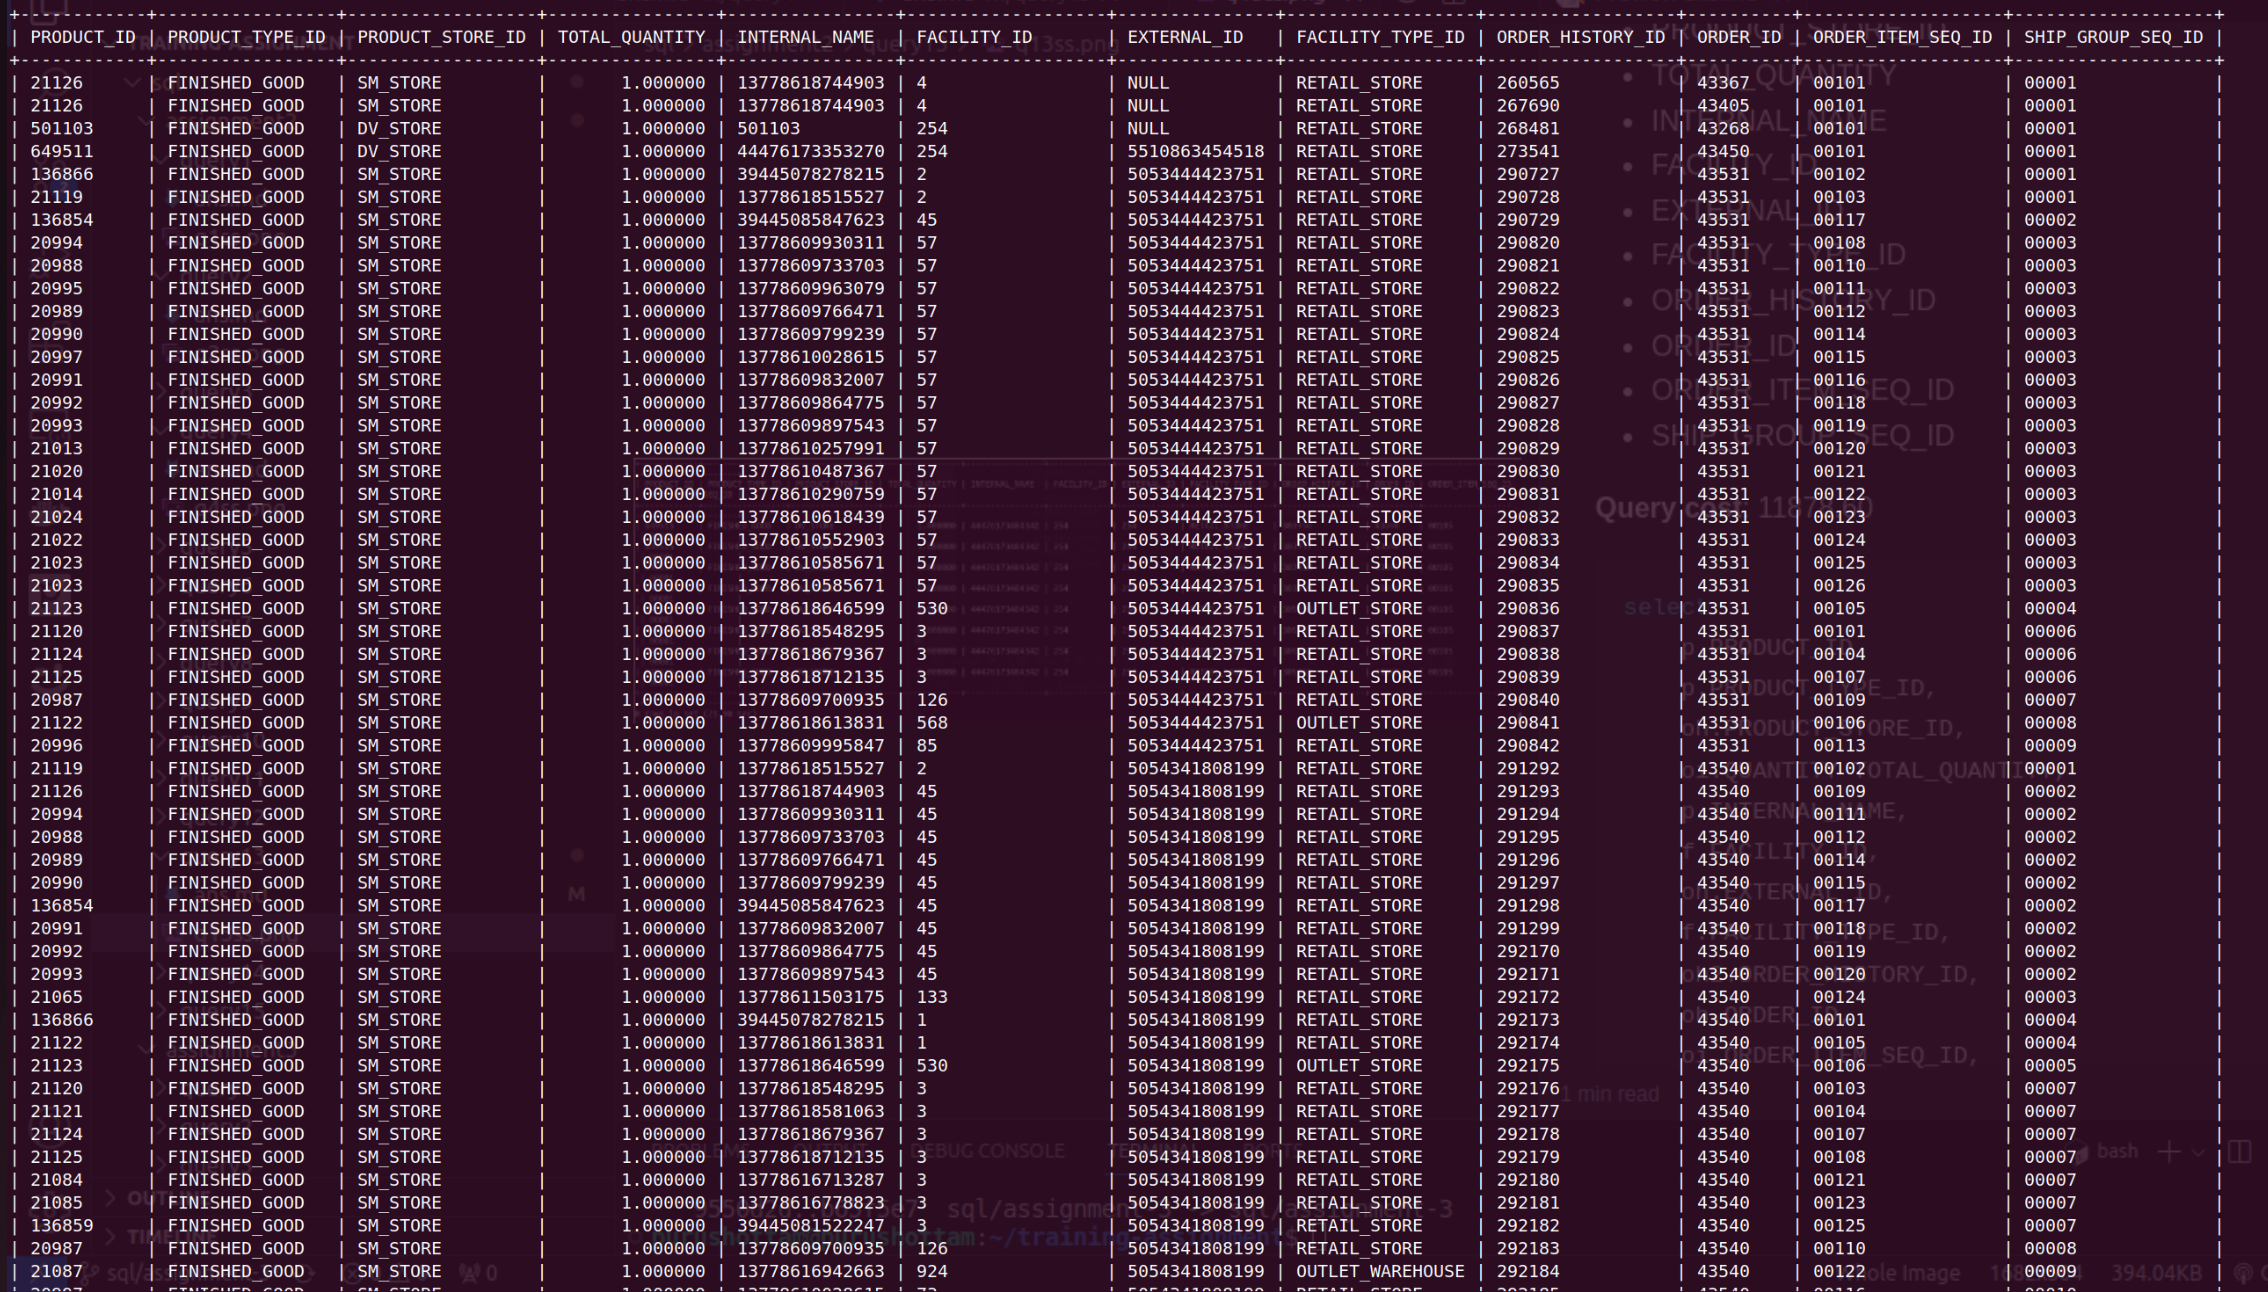 +------------+-----------------+------------------+----------------+----------------+-------------------+---------------+------------------+------------------+----------+-------------------+-------------------+
| PRODUCT_ID | PRODUCT_TYPE_ID | PRODUCT_STORE_ID | TOTAL_QUANTITY | INTERNAL_NAME | FACILITY_ID | EXTERNAL_ID | FACILITY_TYPE_ID | ORDER_HISTORY_ID | ORDER_ID | ORDER_ITEM_SEQ_ID | SHIP_GROUP_SEQ_ID |
+------------+-----------------+------------------+----------------+----------------+-------------------+---------------+------------------+------------------+----------+-------------------+-------------------+
| 21126 | FINISHED_GOOD | SM_STORE | 1.000000 | 13778618744903 | 4 | NULL | RETAIL_STORE | 260565 | 43367 | 00101 | 00001 |
| 21126 | FINISHED_GOOD | SM_STORE | 1.000000 | 13778618744903 | 4 | NULL | RETAIL_STORE | 267690 | 43405 | 00101 | 00001 |
| 501103 | FINISHED_GOOD | DV_STORE | 1.000000 | 501103 | 254 | NULL | RETAIL_STORE | 268481 | 43268 | 00101 | 00001 |
| 649511 | FINISHED_GOOD | DV_STORE | 1.000000 | 44476173353270 | 254 | 5510863454518 | RETAIL_STORE | 273541 | 43450 | 00101 | 00001 |
| 136866 | FINISHED_GOOD | SM_STORE | 1.000000 | 39445078278215 | 2 | 5053444423751 | RETAIL_STORE | 290727 | 43531 | 00102 | 00001 |
| 21119 | FINISHED_GOOD | SM_STORE | 1.000000 | 13778618515527 | 2 | 5053444423751 | RETAIL_STORE | 290728 | 43531 | 00103 | 00001 |
| 136854 | FINISHED_GOOD | SM_STORE | 1.000000 | 39445085847623 | 45 | 5053444423751 | RETAIL_STORE | 290729 | 43531 | 00117 | 00002 |
| 20994 | FINISHED_GOOD | SM_STORE | 1.000000 | 13778609930311 | 57 | 5053444423751 | RETAIL_STORE | 290820 | 43531 | 00108 | 00003 |
| 20988 | FINISHED_GOOD | SM_STORE | 1.000000 | 13778609733703 | 57 | 5053444423751 | RETAIL_STORE | 290821 | 43531 | 00110 | 00003 |
| 20995 | FINISHED_GOOD | SM_STORE | 1.000000 | 13778609963079 | 57 | 5053444423751 | RETAIL_STORE | 290822 | 43531 | 00111 | 00003 |
| 20989 | FINISHED_GOOD | SM_STORE | 1.000000 | 13778609766471 | 57 | 5053444423751 | RETAIL_STORE | 290823 | 43531 | 00112 | 00003 |
| 20990 | FINISHED_GOOD | SM_STORE | 1.000000 | 13778609799239 | 57 | 5053444423751 | RETAIL_STORE | 290824 | 43531 | 00114 | 00003 |
| 20997 | FINISHED_GOOD | SM_STORE | 1.000000 | 13778610028615 | 57 | 5053444423751 | RETAIL_STORE | 290825 | 43531 | 00115 | 00003 |
| 20991 | FINISHED_GOOD | SM_STORE | 1.000000 | 13778609832007 | 57 | 5053444423751 | RETAIL_STORE | 290826 | 43531 | 00116 | 00003 |
| 20992 | FINISHED_GOOD | SM_STORE | 1.000000 | 13778609864775 | 57 | 5053444423751 | RETAIL_STORE | 290827 | 43531 | 00118 | 00003 |
| 20993 | FINISHED_GOOD | SM_STORE | 1.000000 | 13778609897543 | 57 | 5053444423751 | RETAIL_STORE | 290828 | 43531 | 00119 | 00003 |
| 21013 | FINISHED_GOOD | SM_STORE | 1.000000 | 13778610257991 | 57 | 5053444423751 | RETAIL_STORE | 290829 | 43531 | 00120 | 00003 |
| 21020 | FINISHED_GOOD | SM_STORE | 1.000000 | 13778610487367 | 57 | 5053444423751 | RETAIL_STORE | 290830 | 43531 | 00121 | 00003 |
| 21014 | FINISHED_GOOD | SM_STORE | 1.000000 | 13778610290759 | 57 | 5053444423751 | RETAIL_STORE | 290831 | 43531 | 00122 | 00003 |
| 21024 | FINISHED_GOOD | SM_STORE | 1.000000 | 13778610618439 | 57 | 5053444423751 | RETAIL_STORE | 290832 | 43531 | 00123 | 00003 |
| 21022 | FINISHED_GOOD | SM_STORE | 1.000000 | 13778610552903 | 57 | 5053444423751 | RETAIL_STORE | 290833 | 43531 | 00124 | 00003 |
| 21023 | FINISHED_GOOD | SM_STORE | 1.000000 | 13778610585671 | 57 | 5053444423751 | RETAIL_STORE | 290834 | 43531 | 00125 | 00003 |
| 21023 | FINISHED_GOOD | SM_STORE | 1.000000 | 13778610585671 | 57 | 5053444423751 | RETAIL_STORE | 290835 | 43531 | 00126 | 00003 |
| 21123 | FINISHED_GOOD | SM_STORE | 1.000000 | 13778618646599 | 530 | 5053444423751 | OUTLET_STORE | 290836 | 43531 | 00105 | 00004 |
| 21120 | FINISHED_GOOD | SM_STORE | 1.000000 | 13778618548295 | 3 | 5053444423751 | RETAIL_STORE | 290837 | 43531 | 00101 | 00006 |
| 21124 | FINISHED_GOOD | SM_STORE | 1.000000 | 13778618679367 | 3 | 5053444423751 | RETAIL_STORE | 290838 | 43531 | 00104 | 00006 |
| 21125 | FINISHED_GOOD | SM_STORE | 1.000000 | 13778618712135 | 3 | 5053444423751 | RETAIL_STORE | 290839 | 43531 | 00107 | 00006 |
| 20987 | FINISHED_GOOD | SM_STORE | 1.000000 | 13778609700935 | 126 | 5053444423751 | RETAIL_STORE | 290840 | 43531 | 00109 | 00007 |
| 21122 | FINISHED_GOOD | SM_STORE | 1.000000 | 13778618613831 | 568 | 5053444423751 | OUTLET_STORE | 290841 | 43531 | 00106 | 00008 |
| 20996 | FINISHED_GOOD | SM_STORE | 1.000000 | 13778609995847 | 85 | 5053444423751 | RETAIL_STORE | 290842 | 43531 | 00113 | 00009 |
| 21119 | FINISHED_GOOD | SM_STORE | 1.000000 | 13778618515527 | 2 | 5054341808199 | RETAIL_STORE | 291292 | 43540 | 00102 | 00001 |
| 21126 | FINISHED_GOOD | SM_STORE | 1.000000 | 13778618744903 | 45 | 5054341808199 | RETAIL_STORE | 291293 | 43540 | 00109 | 00002 |
| 20994 | FINISHED_GOOD | SM_STORE | 1.000000 | 13778609930311 | 45 | 5054341808199 | RETAIL_STORE | 291294 | 43540 | 00111 | 00002 |
| 20988 | FINISHED_GOOD | SM_STORE | 1.000000 | 13778609733703 | 45 | 5054341808199 | RETAIL_STORE | 291295 | 43540 | 00112 | 00002 |
| 20989 | FINISHED_GOOD | SM_STORE | 1.000000 | 13778609766471 | 45 | 5054341808199 | RETAIL_STORE | 291296 | 43540 | 00114 | 00002 |
| 20990 | FINISHED_GOOD | SM_STORE | 1.000000 | 13778609799239 | 45 | 5054341808199 | RETAIL_STORE | 291297 | 43540 | 00115 | 00002 |
| 136854 | FINISHED_GOOD | SM_STORE | 1.000000 | 39445085847623 | 45 | 5054341808199 | RETAIL_STORE | 291298 | 43540 | 00117 | 00002 |
| 20991 | FINISHED_GOOD | SM_STORE | 1.000000 | 13778609832007 | 45 | 5054341808199 | RETAIL_STORE | 291299 | 43540 | 00118 | 00002 |
| 20992 | FINISHED_GOOD | SM_STORE | 1.000000 | 13778609864775 | 45 | 5054341808199 | RETAIL_STORE | 292170 | 43540 | 00119 | 00002 |
| 20993 | FINISHED_GOOD | SM_STORE | 1.000000 | 13778609897543 | 45 | 5054341808199 | RETAIL_STORE | 292171 | 43540 | 00120 | 00002 |
| 21065 | FINISHED_GOOD | SM_STORE | 1.000000 | 13778611503175 | 133 | 5054341808199 | RETAIL_STORE | 292172 | 43540 | 00124 | 00003 |
| 136866 | FINISHED_GOOD | SM_STORE | 1.000000 | 39445078278215 | 1 | 5054341808199 | RETAIL_STORE | 292173 | 43540 | 00101 | 00004 |
| 21122 | FINISHED_GOOD | SM_STORE | 1.000000 | 13778618613831 | 1 | 5054341808199 | RETAIL_STORE | 292174 | 43540 | 00105 | 00004 |
| 21123 | FINISHED_GOOD | SM_STORE | 1.000000 | 13778618646599 | 530 | 5054341808199 | OUTLET_STORE | 292175 | 43540 | 00106 | 00005 |
| 21120 | FINISHED_GOOD | SM_STORE | 1.000000 | 13778618548295 | 3 | 5054341808199 | RETAIL_STORE | 292176 | 43540 | 00103 | 00007 |
| 21121 | FINISHED_GOOD | SM_STORE | 1.000000 | 13778618581063 | 3 | 5054341808199 | RETAIL_STORE | 292177 | 43540 | 00104 | 00007 |
| 21124 | FINISHED_GOOD | SM_STORE | 1.000000 | 13778618679367 | 3 | 5054341808199 | RETAIL_STORE | 292178 | 43540 | 00107 | 00007 |
| 21125 | FINISHED_GOOD | SM_STORE | 1.000000 | 13778618712135 | 3 | 5054341808199 | RETAIL_STORE | 292179 | 43540 | 00108 | 00007 |
| 21084 | FINISHED_GOOD | SM_STORE | 1.000000 | 13778616713287 | 3 | 5054341808199 | RETAIL_STORE | 292180 | 43540 | 00121 | 00007 |
| 21085 | FINISHED_GOOD | SM_STORE | 1.000000 | 13778616778823 | 3 | 5054341808199 | RETAIL_STORE | 292181 | 43540 | 00123 | 00007 |
| 136859 | FINISHED_GOOD | SM_STORE | 1.000000 | 39445081522247 | 3 | 5054341808199 | RETAIL_STORE | 292182 | 43540 | 00125 | 00007 |
| 20987 | FINISHED_GOOD | SM_STORE | 1.000000 | 13778609700935 | 126 | 5054341808199 | RETAIL_STORE | 292183 | 43540 | 00110 | 00008 |
| 21087 | FINISHED_GOOD | SM_STORE | 1.000000 | 13778616942663 | 924 | 5054341808199 | OUTLET_WAREHOUSE | 292184 | 43540 | 00122 | 00009 |